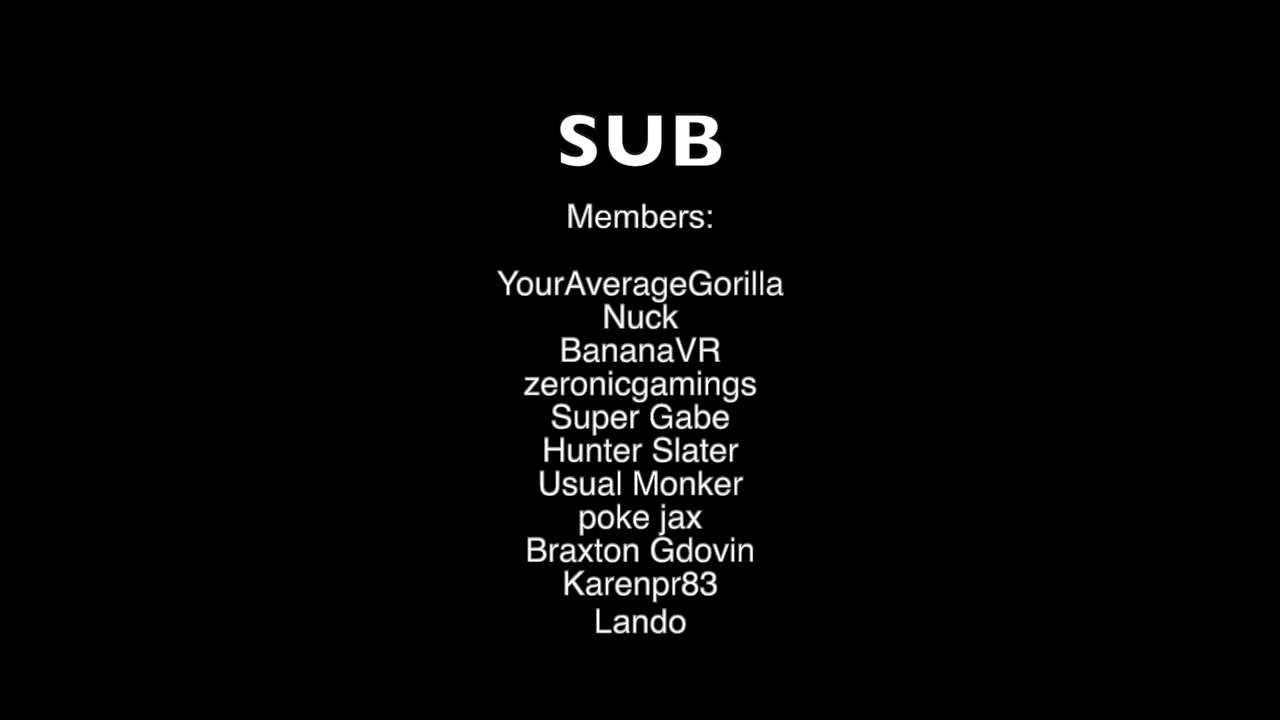 SUB
Members:
YourAverageGorilla
Nuck
BananaVR
zeronicgamings
Super Gabe
Hunter Slater
Usual Monker
poke jax
Braxton Gdovin
Karenpr83
Lando